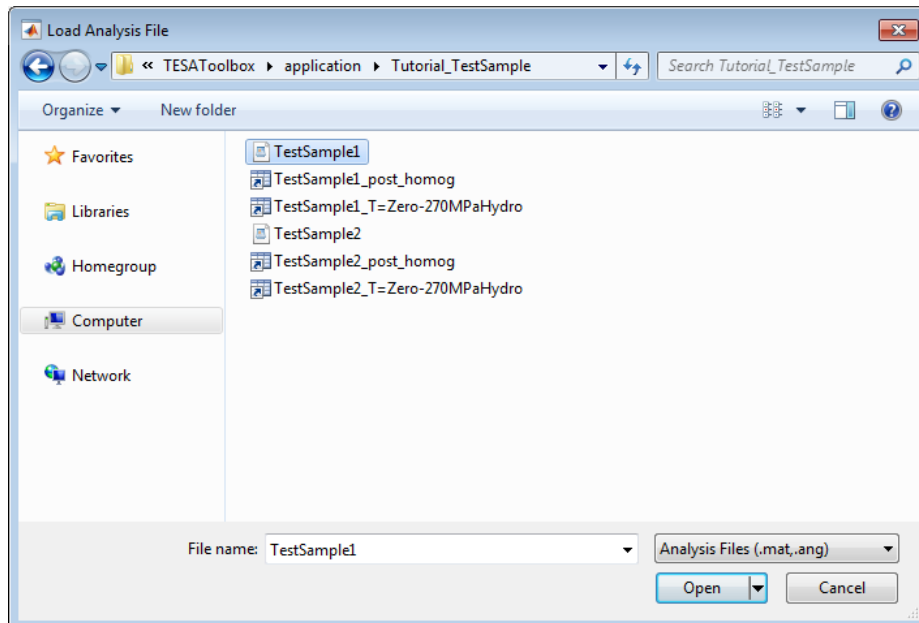 Load Analysis File
« TESAToolbox ▸ application ▸ Tutorial_TestSample
Search Tutorial_TestSample
Organize ▾ New folder
Favorites
Libraries
Homegroup
Computer
Network
TestSample1
TestSample1_post_homog
TestSample1_T=Zero-270MPaHydro
TestSample2
TestSample2_post_homog
TestSample2_T=Zero-270MPaHydro
File name: TestSample1
Analysis Files (.mat,.ang)
Open
Cancel